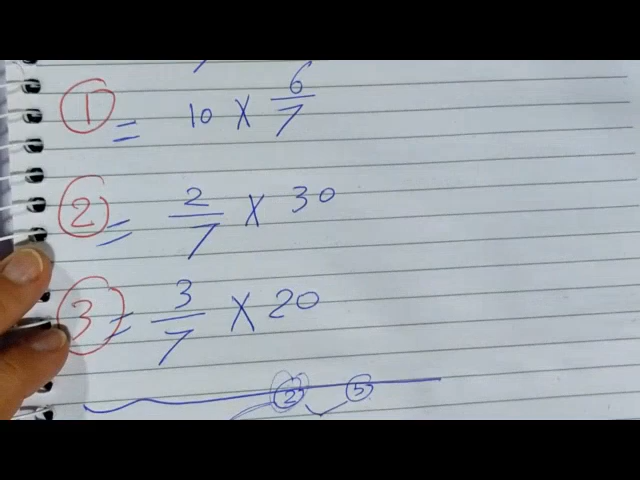 ① = 10 × 6/7
② = 2/7 × 30
③ = 3/7 × 20
② ⑤